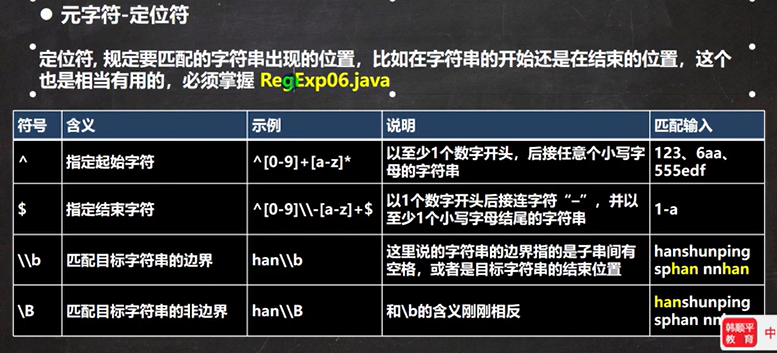 元字符-定位符
定位符, 规定要匹配的字符串出现的位置，比如在字符串的开始还是在结束的位置，这个
也是相当有用的，必须掌握 RegExp06.java
符号 含义 示例 说明 匹配输入
^ 指定起始字符 ^[0-9]+[a-z]* 以至少1个数字开头，后接任意个小写字
母的字符串 123、6aa、
555edf
$ 指定结束字符 ^[0-9]\\-[a-z]+$ 以1个数字开头后接连字符“–”，并以
至少1个小写字母结尾的字符串 1-a
\\b 匹配目标字符串的边界 han\\b 这里说的字符串的边界指的是子串间有
空格，或者是目标字符串的结束位置 hanshunping
sphan nnhan
\B 匹配目标字符串的非边界 han\\B 和\b的含义刚刚相反 hanshunping
sphan
韩顺平
教育
中